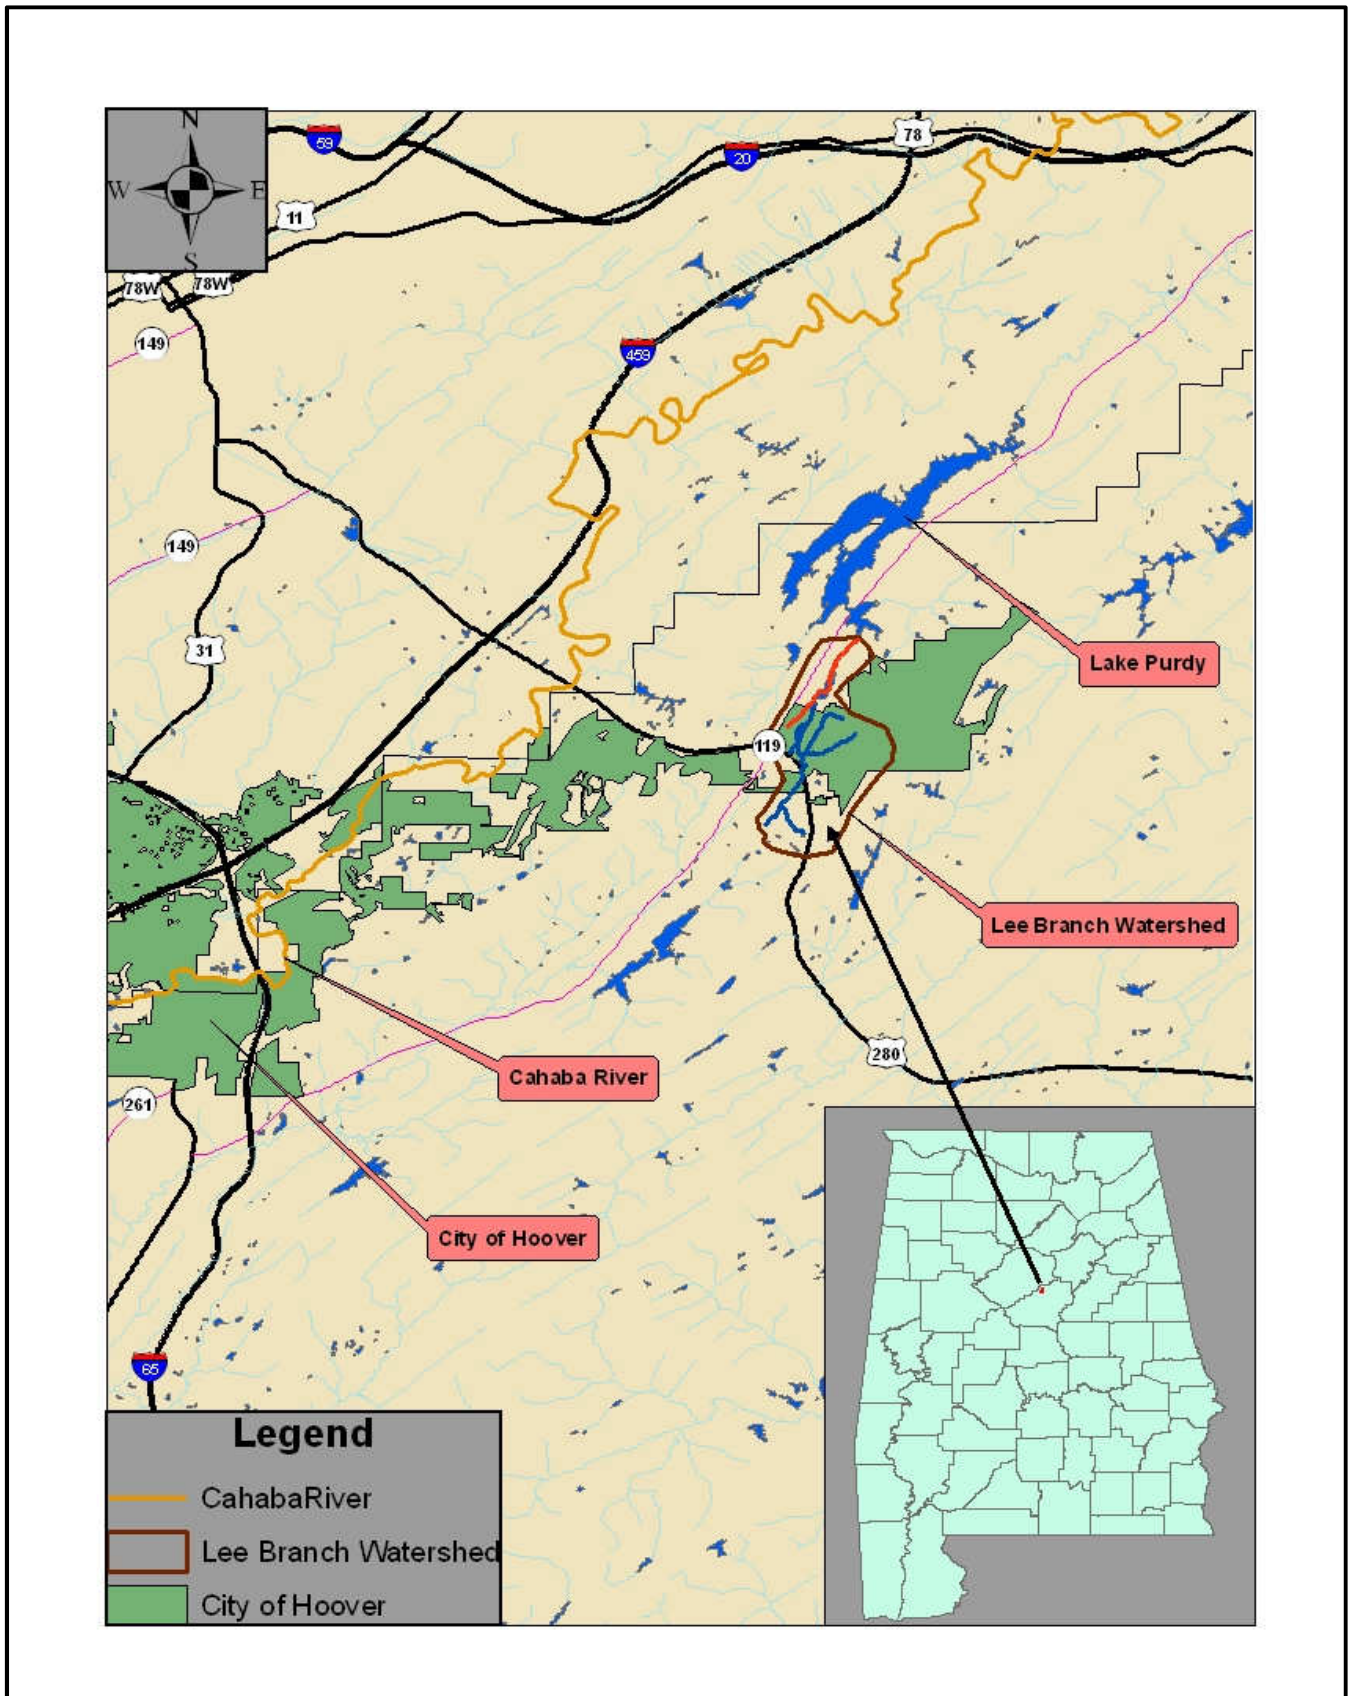 N
W E
S
59
20
78
11
78W
78W
149
459
149
31
Lake Purdy
119
Lee Branch Watershed
280
Cahaba River
261
City of Hoover
65
Legend
CahabaRiver
Lee Branch Watershed
City of Hoover